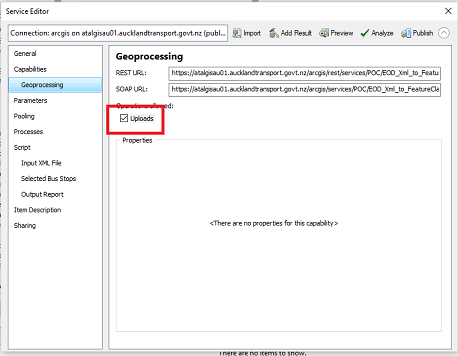 Service Editor
Connection: arcgis on atalgisau01.aucklandtransport.govt.nz (publ...
Import
Add Result
Preview
Analyze
Publish
General
Capabilities
Geoprocessing
Parameters
Pooling
Processes
Script
Input XML File
Selected Bus Stops
Output Report
Item Description
Sharing
Geoprocessing
REST URL: https://atalgisau01.aucklandtransport.govt.nz/arcgis/rest/services/POC/EOD_Xml_to_Featu
SOAP URL: https://atalgisau01.aucklandtransport.govt.nz/arcgis/services/POC/EOD_Xml_to_FeatureCla
Operations allowed:
Uploads
Properties
<There are no properties for this capability>
There are no items to show.